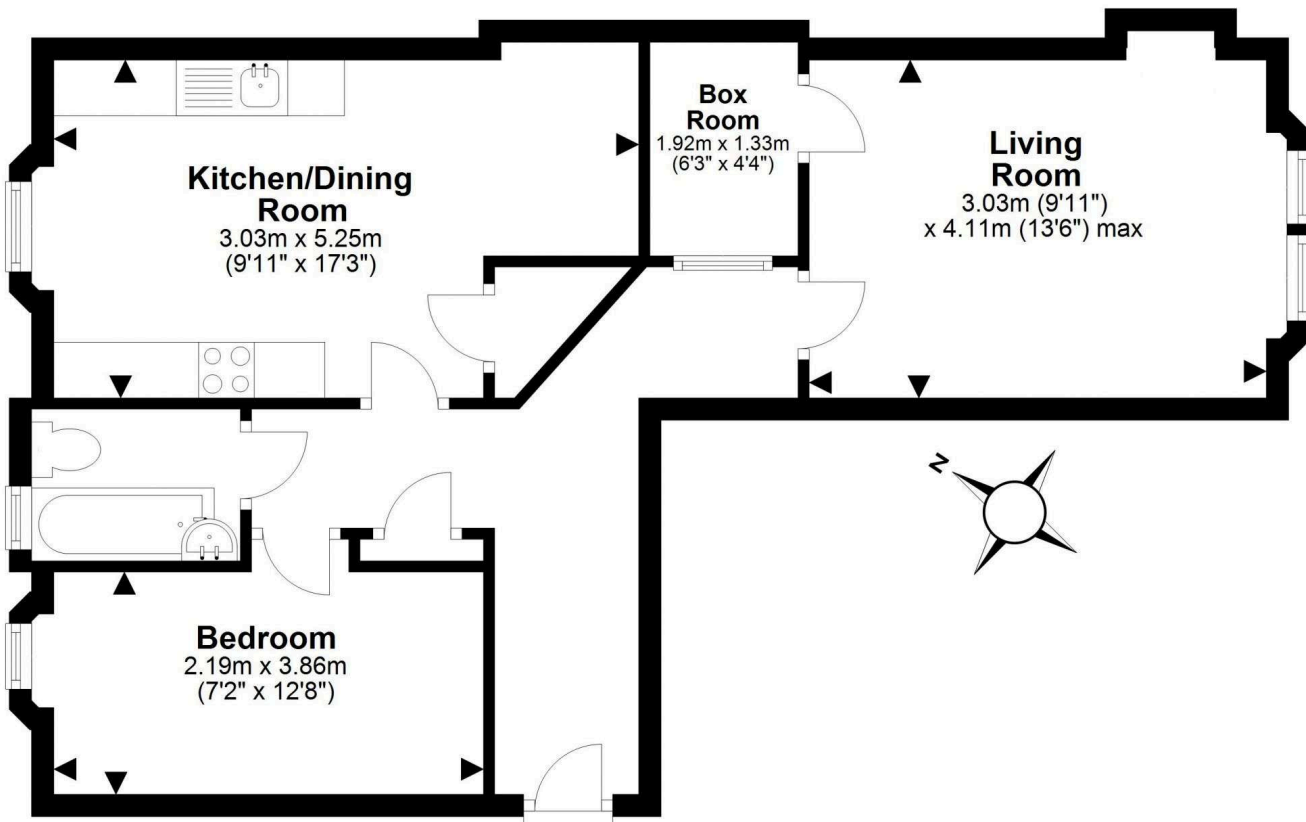 Kitchen/Dining
Room
3.03m x 5.25m
(9'11" x 17'3")
Box
Room
1.92m x 1.33m
(6'3" x 4'4")
Living
Room
3.03m (9'11")
x 4.11m (13'6") max
N
Bedroom
2.19m x 3.86m
(7'2" x 12'8")